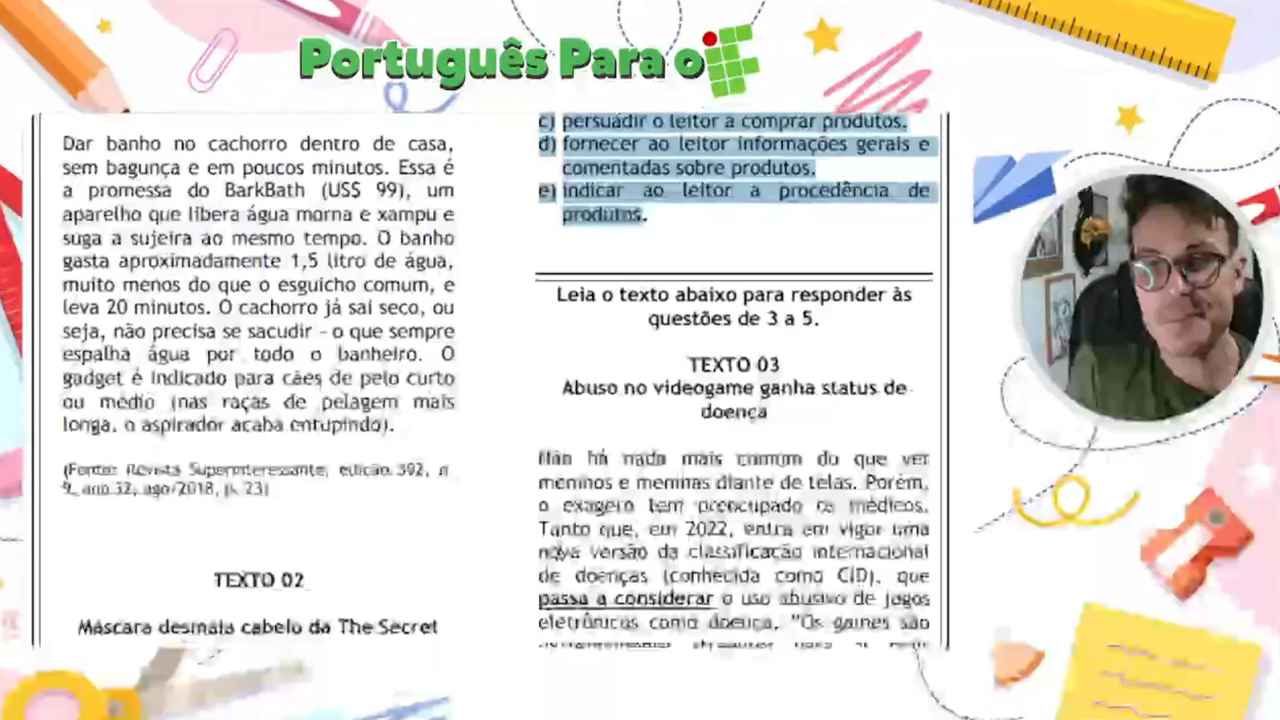 Português Para o
Dar banho no cachorro dentro de casa,
sem bagunça e em poucos minutos. Essa é
a promessa do BarkBath (US$ 99), um
aparelho que libera água morna e xampu e
suga a sujeira ao mesmo tempo. O banho
gasta aproximadamente 1,5 litro de água,
muito menos do que o esguicho comum, e
leva 20 minutos. O cachorro já sai seco, ou
seja, não precisa se sacudir - o que sempre
espalha água por todo o banheiro. O
gadget é indicado para cães de pelo curto
ou médio (nas raças de pelagem mais
longa, o aspirador acaba entupindo).
(Fonte: Revista Superinteressante, edição 392, n.
9, ano 32, ago/2018, p. 23)
TEXTO 02
Máscara desmaia cabelo da The Secret
c) persuadir o leitor a comprar produtos.
d) fornecer ao leitor informações gerais e
comentadas sobre produtos.
e) indicar ao leitor a procedência de
produtos.
Leia o texto abaixo para responder às
questões de 3 a 5.
TEXTO 03
Abuso no videogame ganha status de
doença
Não há nada mais comum do que ver
meninos e meninas diante de telas. Porém,
o exagero tem preocupado os médicos.
Tanto que, em 2022, entra em vigor uma
nova versão da classificação internacional
de doenças (conhecida como CID), que
passa a considerar o uso abusivo de jogos
eletrônicos como doença. "Os games são